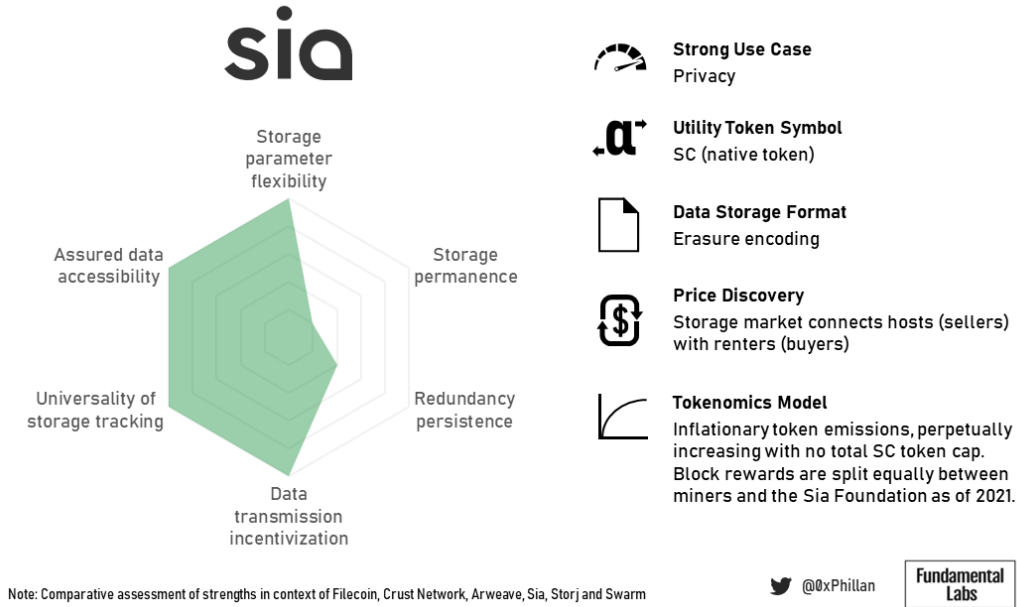 sia
Storage
parameter
flexibility
Assured data
accessibility
Storage
permanence
Universality of
storage tracking
Redundancy
persistence
Data
transmission
incentivization
Strong Use Case
Privacy
Utility Token Symbol
SC (native token)
Data Storage Format
Erasure encoding
Price Discovery
Storage market connects hosts (sellers)
with renters (buyers)
Tokenomics Model
Inflationary token emissions, perpetually
increasing with no total SC token cap.
Block rewards are split equally between
miners and the Sia Foundation as of 2021.
Note: Comparative assessment of strengths in context of Filecoin, Crust Network, Arweave, Sia, Storj and Swarm
@0xPhillan
Fundamental
Labs